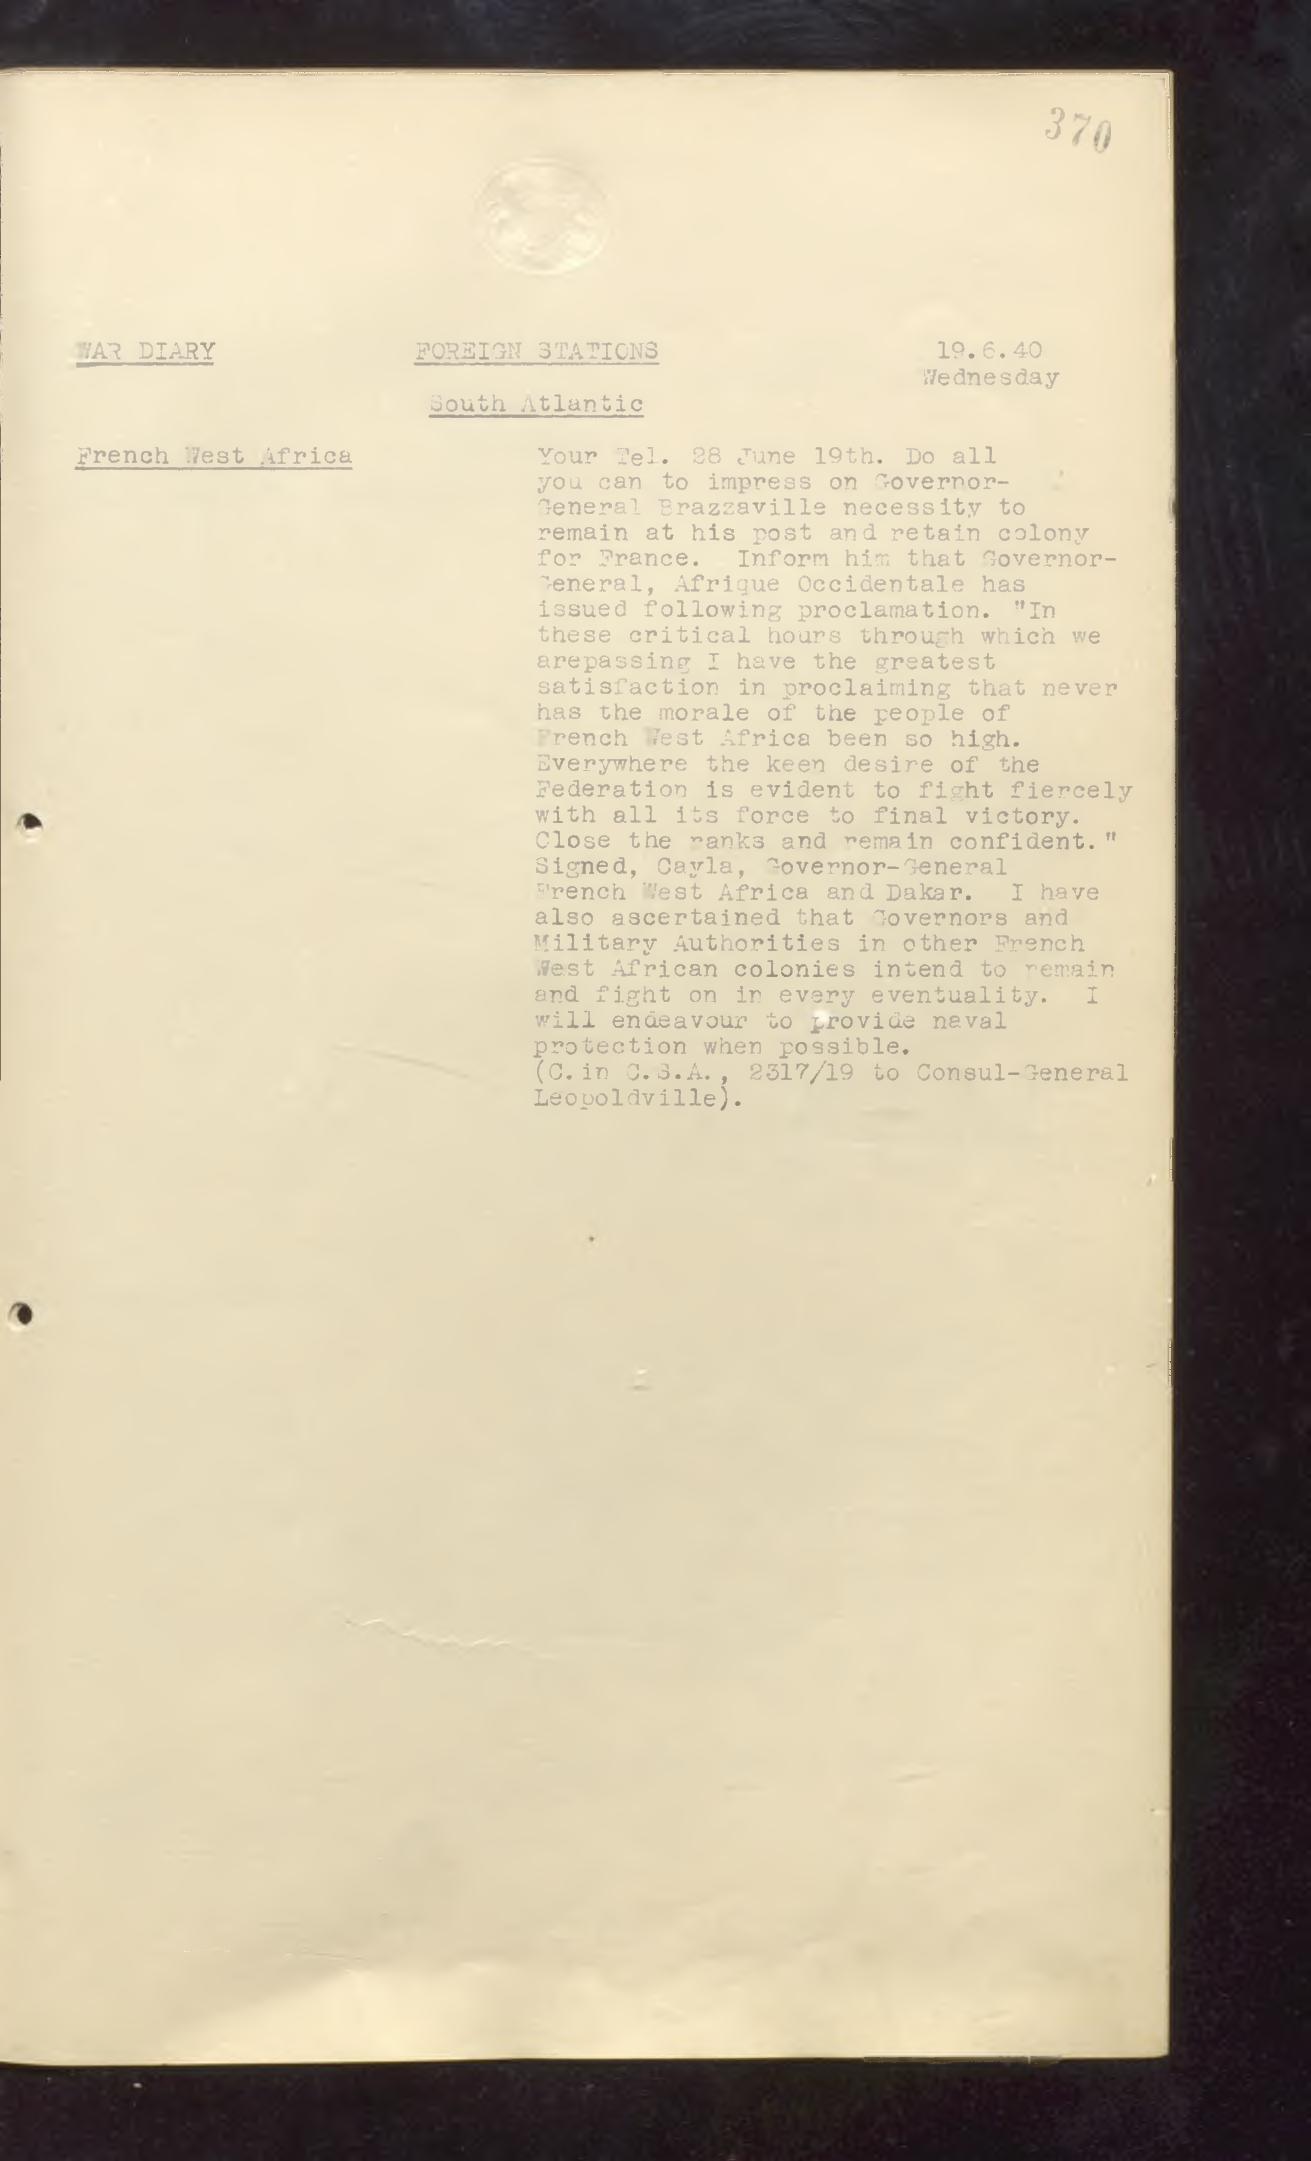 370
WAR DIARY FOREIGN STATIONS 19.6.40
Wednesday
South Atlantic
French West Africa Your Tel. 28 June 19th. Do all
you can to impress on Governor-
General Brazzaville necessity to
remain at his post and retain colony
for France. Inform him that Governor-
General, Afrique Occidentale has
issued following proclamation. "In
these critical hours through which we
arepassing I have the greatest
satisfaction in proclaiming that never
has the morale of the people of
French West Africa been so high.
Everywhere the keen desire of the
Federation is evident to fight fiercely
with all its force to final victory.
Close the ranks and remain confident."
Signed, Cayla, Governor-General
French West Africa and Dakar. I have
also ascertained that Governors and
Military Authorities in other French
West African colonies intend to remain
and fight on in every eventuality. I
will endeavour to provide naval
protection when possible.
(C. in C.S.A., 2317/19 to Consul-General
Leopoldville).